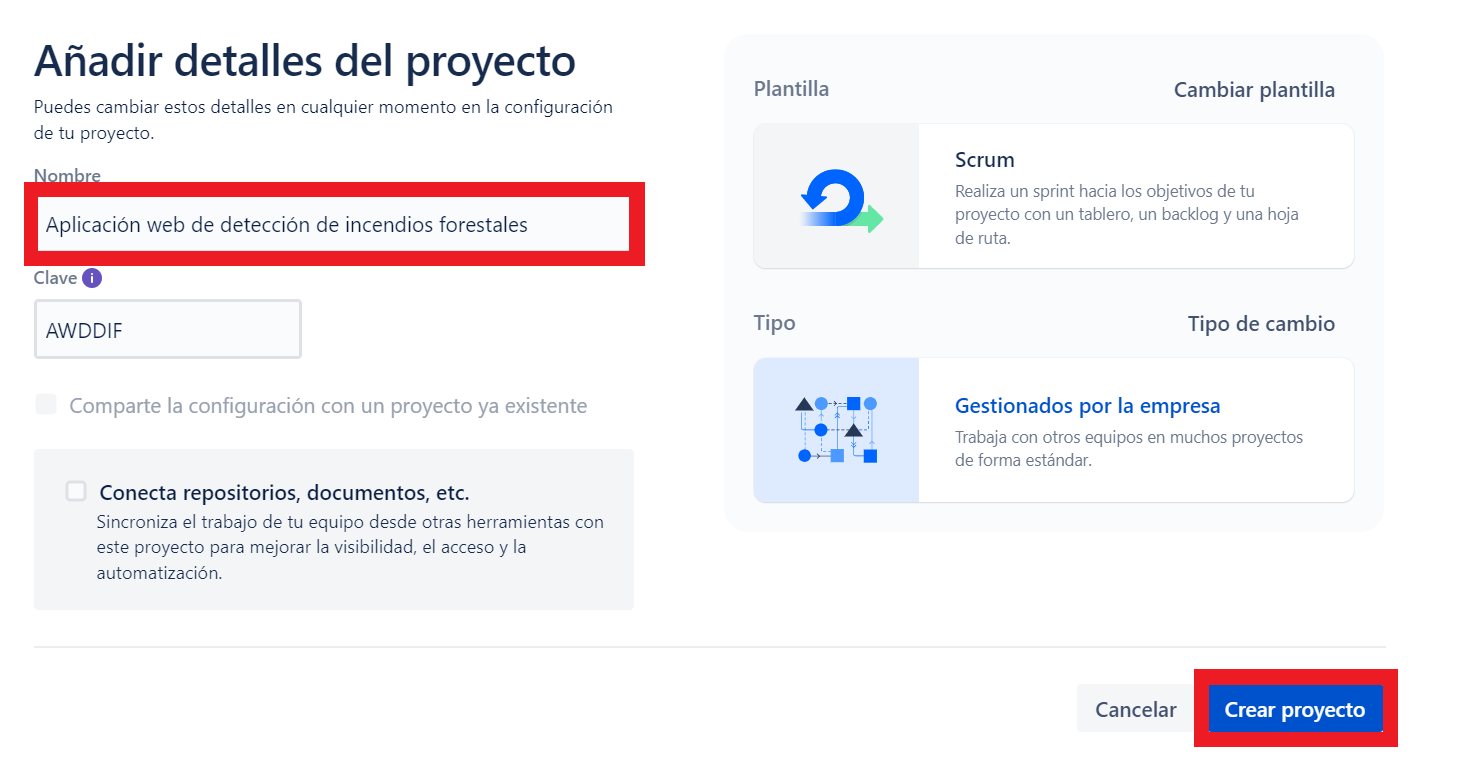 Añadir detalles del proyecto
Puedes cambiar estos detalles en cualquier momento en la configuración
de tu proyecto.
Nombre
Aplicación web de detección de incendios forestales
Clave i
AWDDIF
Comparte la configuración con un proyecto ya existente
Conecta repositorios, documentos, etc.
Sincroniza el trabajo de tu equipo desde otras herramientas con
este proyecto para mejorar la visibilidad, el acceso y la
automatización.
Plantilla
Cambiar plantilla
Scrum
Realiza un sprint hacia los objetivos de tu
proyecto con un tablero, un backlog y una hoja
de ruta.
Tipo
Tipo de cambio
Gestionados por la empresa
Trabaja con otros equipos en muchos proyectos
de forma estándar.
Cancelar
Crear proyecto